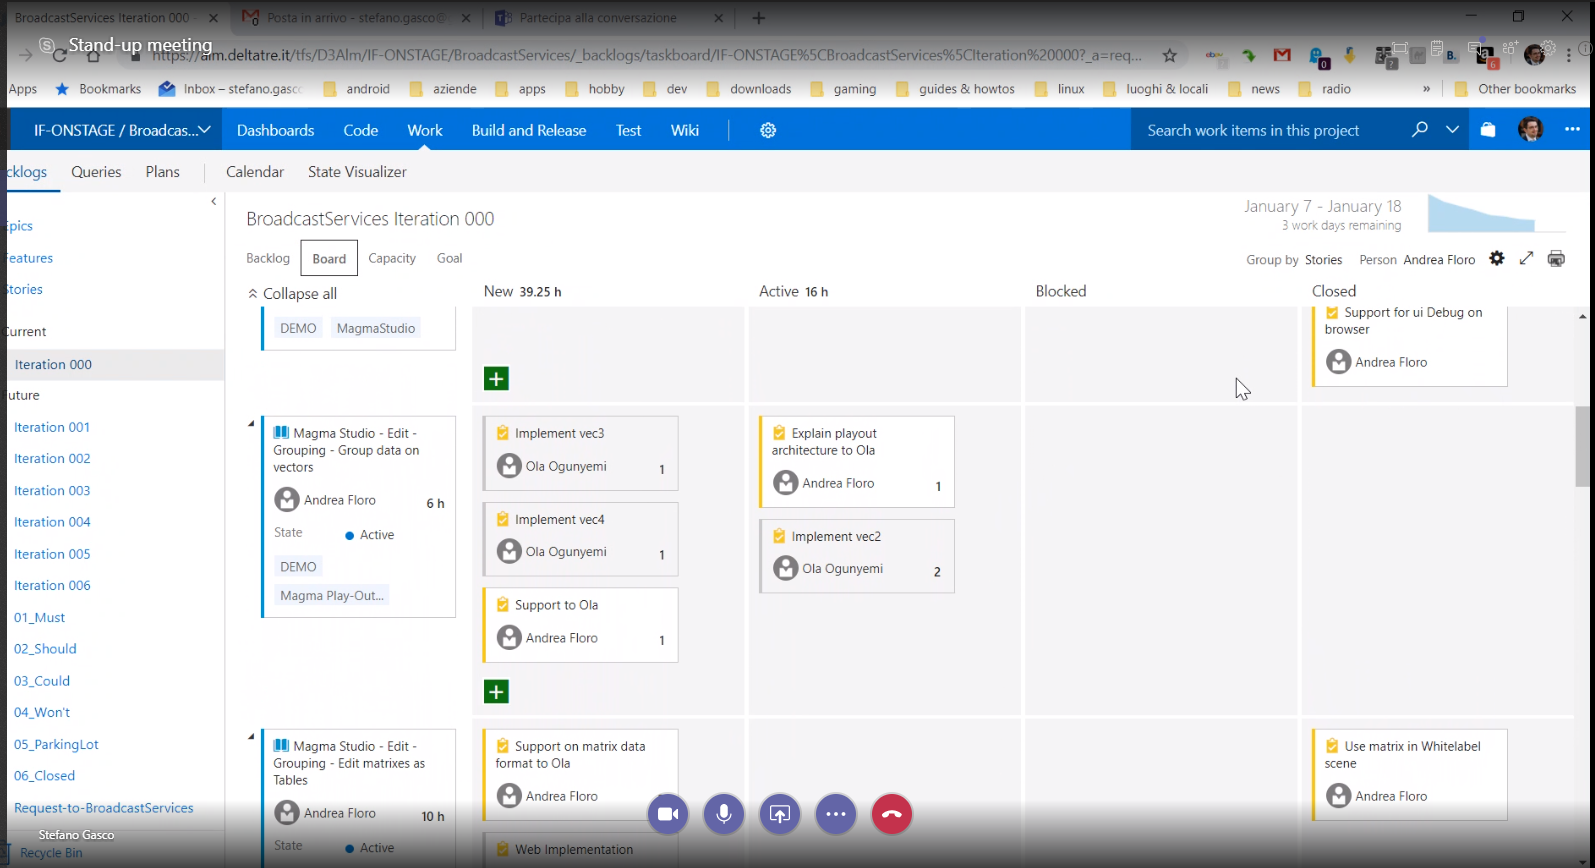 BroadcastServices Iteration 000 -
Posta in arrivo - stefano.gasco@
Partecipa alla conversazione
Stand-up meeting
https://alm.deltatre.it/tfs/D3Alm/IF-ONSTAGE/BroadcastServices/_backlogs/taskboard/IF-ONSTAGE%5CBroadcastServices%5CIteration%20000?_a=req...
Apps
Bookmarks
Inbox – stefano.gasc
android
aziende
apps
hobby
dev
downloads
gaming
guides & howtos
linux
luoghi & locali
news
radio
»
Other bookmarks
IF-ONSTAGE / Broadcas...
Dashboards
Code
Work
Build and Release
Test
Wiki
Search work items in this project
cklogs
Queries
Plans
Calendar
State Visualizer
BroadcastServices Iteration 000
January 7 - January 18
3 work days remaining
Backlog
Board
Capacity
Goal
Group by Stories
Person Andrea Floro
pics
eatures
tories
Current
Iteration 000
uture
Iteration 001
Iteration 002
Iteration 003
Iteration 004
Iteration 005
Iteration 006
01_Must
02_Should
03_Could
04_Won't
05_ParkingLot
06_Closed
Request-to-BroadcastServices
Stefano Gasco
Recycle Bin
Collapse all
New 39.25 h
Active 16 h
Blocked
Closed
DEMO
MagmaStudio
Support for ui Debug on
browser
Andrea Floro
Magma Studio - Edit -
Grouping - Group data on
vectors
Andrea Floro
6 h
State
Active
DEMO
Magma Play-Out...
Implement vec3
Ola Ogunyemi
1
Implement vec4
Ola Ogunyemi
1
Support to Ola
Andrea Floro
1
Explain playout
architecture to Ola
Andrea Floro
1
Implement vec2
Ola Ogunyemi
2
Magma Studio - Edit -
Grouping - Edit matrixes as
Tables
Andrea Floro
10 h
State
Active
Support on matrix data
format to Ola
Andrea Floro
Web Implementation
Use matrix in Whitelabel
scene
Andrea Floro